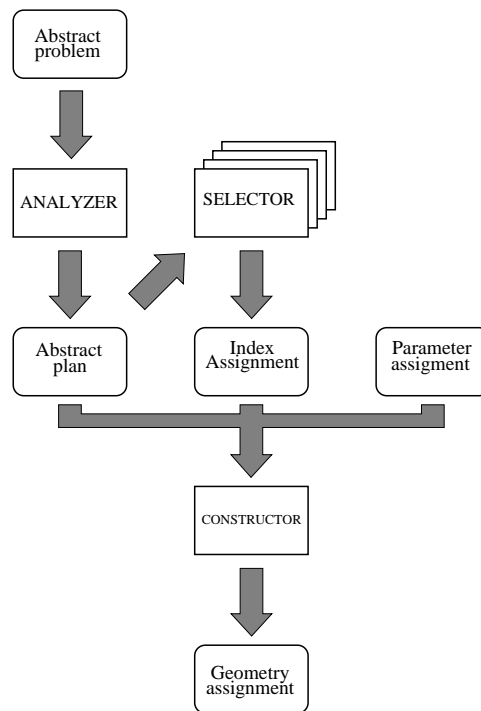 Abstract
problem
ANALYZER
SELECTOR
Abstract
plan
Index
Assignment
Parameter
assigment
CONSTRUCTOR
Geometry
assignment